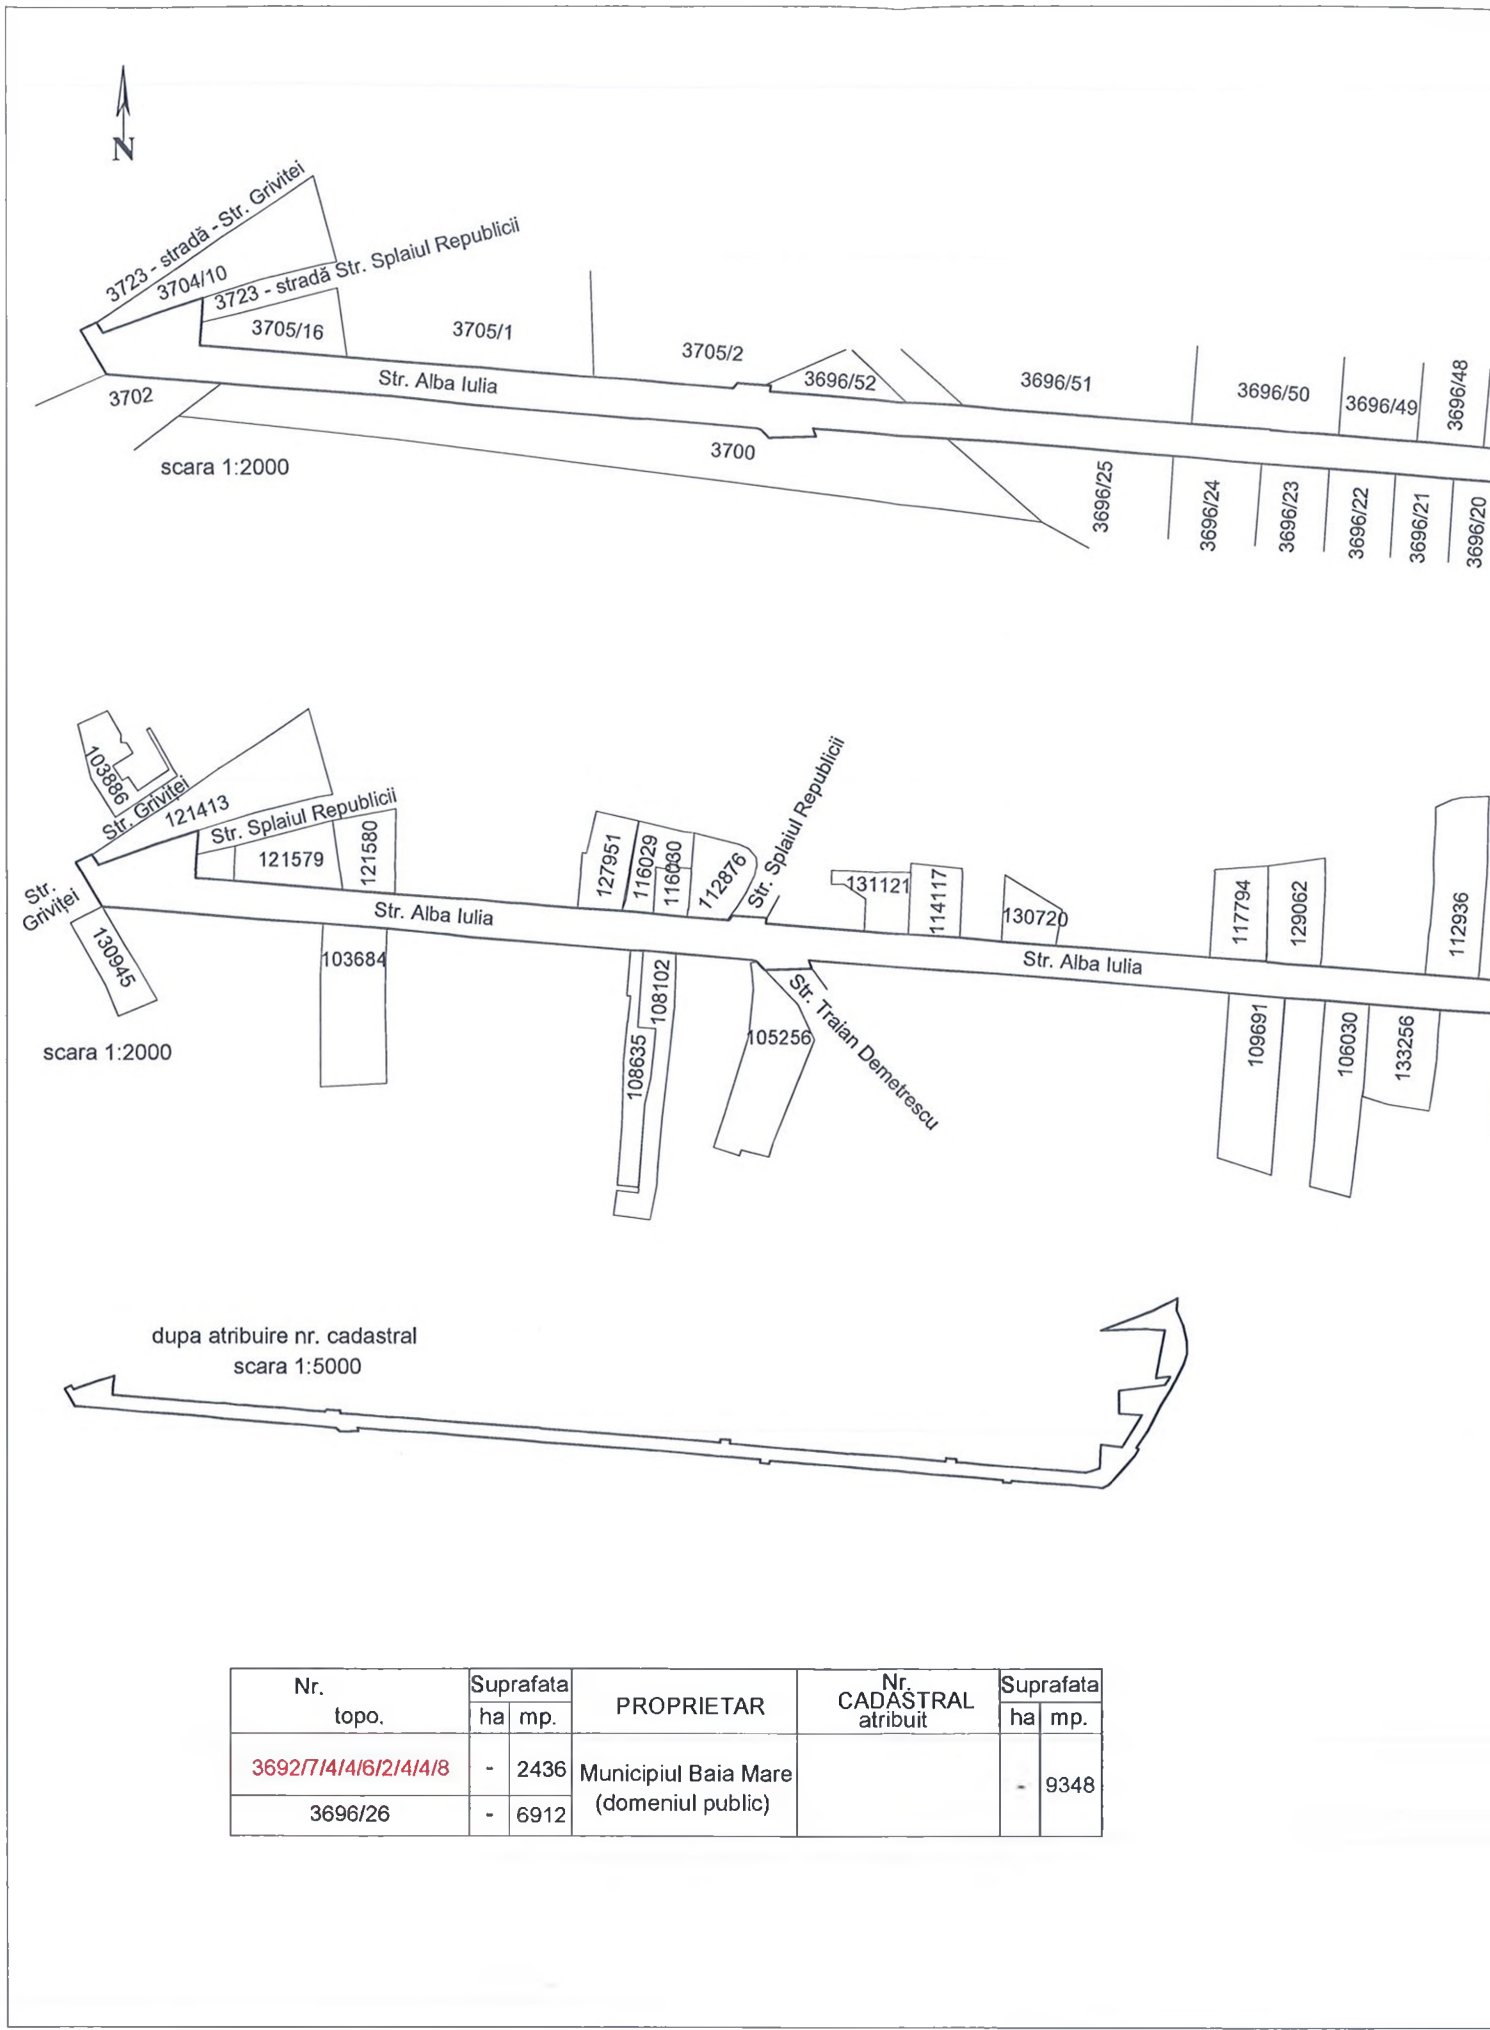 N
3723 - stradă - Str. Griviței
3704/10
3723 - stradă Str. Splaiul Republicii
3705/16
3705/1
3705/2
3696/52
3696/51
3696/50
3696/49
3696/48
Str. Alba Iulia
3702
3700
scara 1:2000
3696/25
3696/24
3696/23
3696/22
3696/21
3696/20
103886
Str. Griviței
121413
Str. Splaiul Republicii
121579
121580
127951
116029
116030
112876
Str. Splaiul Republicii
131121
114117
130720
117794
129062
112936
Str.
Griviței
Str. Alba Iulia
Str. Alba Iulia
130945
103684
108635
108102
105256
Str. Traian Demetrescu
109691
106030
133256
scara 1:2000
dupa atribuire nr. cadastral
scara 1:5000
Nr.
topo.
Suprafata
ha mp.
PROPRIETAR
Nr.
CADASTRAL
atribuit
Suprafata
ha mp.
3692/7/4/4/6/2/4/4/8 - 2436
3696/26 - 6912
Municipiul Baia Mare
(domeniul public)
- 9348